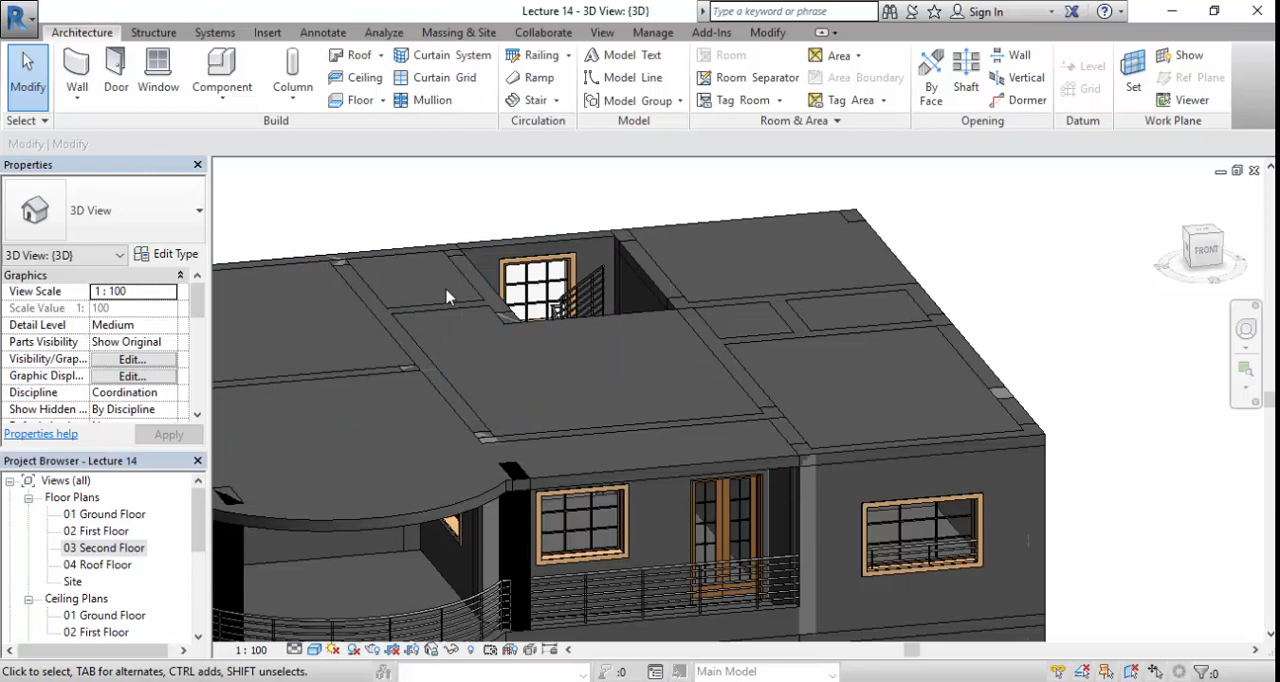 Lecture 14 - 3D View: {3D}
Type a keyword or phrase
Sign In
Architecture Structure Systems Insert Annotate Analyze Massing & Site Collaborate View Manage Add-Ins Modify
Modify
Wall
Door
Window
Component
Column
Roof
Ceiling
Floor
Curtain System
Curtain Grid
Mullion
Railing
Ramp
Stair
Model Text
Model Line
Model Group
Room
Room Separator
Tag Room
Area
Area Boundary
Tag Area
By
Face
Shaft
Wall
Vertical
Dormer
Level
Grid
Set
Show
Ref Plane
Viewer
Select Build Circulation Model Room & Area Opening Datum Work Plane
Modify | Modify
Properties
3D View
3D View: {3D} Edit Type
Graphics
View Scale 1 : 100
Scale Value 1: 100
Detail Level Medium
Parts Visibility Show Original
Visibility/Grap... Edit...
Graphic Displ... Edit...
Discipline Coordination
Show Hidden ... By Discipline
Properties help Apply
Project Browser - Lecture 14
Views (all)
Floor Plans
01 Ground Floor
02 First Floor
03 Second Floor
04 Roof Floor
Site
Ceiling Plans
01 Ground Floor
02 First Floor
FRONT
1 : 100
Click to select, TAB for alternates, CTRL adds, SHIFT unselects.
:0
Main Model
:0